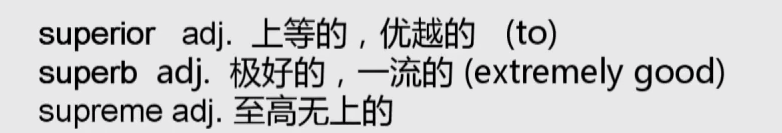 superior adj. 上等的，优越的 (to)
superb adj. 极好的，一流的 (extremely good)
supreme adj. 至高无上的